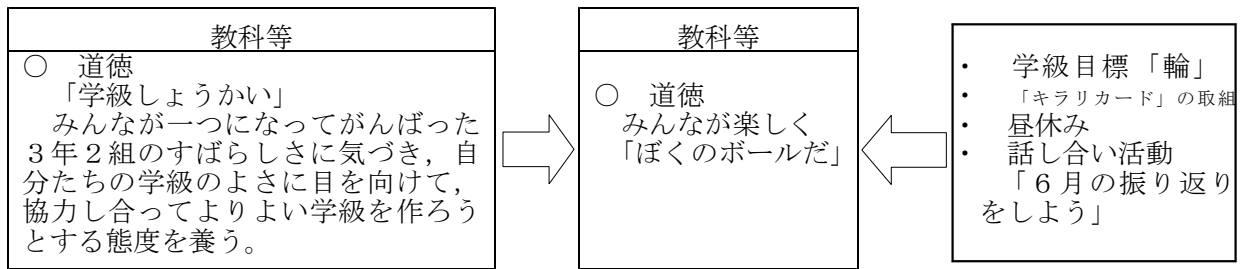 教科等
○ 道徳
「学級しょうかい」
みんなが一つになってがんばった
３年２組のすばらしさに気づき，自
分たちの学級のよさに目を向けて，
協力し合ってよりよい学級を作ろう
とする態度を養う。
教科等
○ 道徳
みんなが楽しく
「ぼくのボールだ」
・ 学級目標「輪」
・ 「キラリカード」の取組
・ 昼休み
・ 話し合い活動
「６月の振り返り
をしよう」